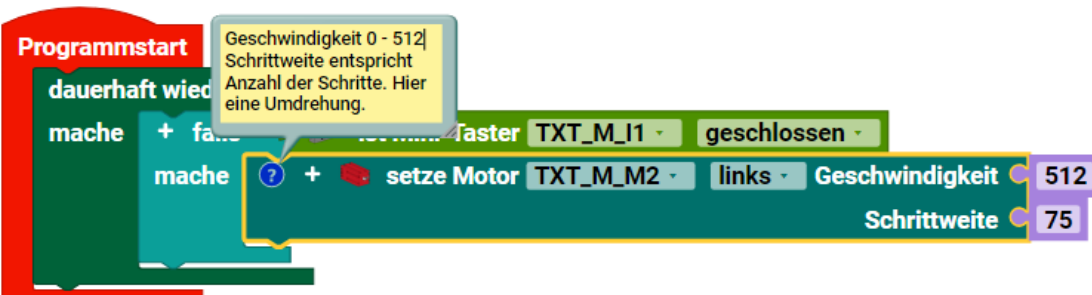 Programmstart
Geschwindigkeit 0 - 512
Schrittweite entspricht
Anzahl der Schritte. Hier
eine Umdrehung.
dauerhaft wied
mache + fal Taster TXT_M_I1 geschlossen
mache ? + setze Motor TXT_M_M2 links Geschwindigkeit 512
Schrittweite 75